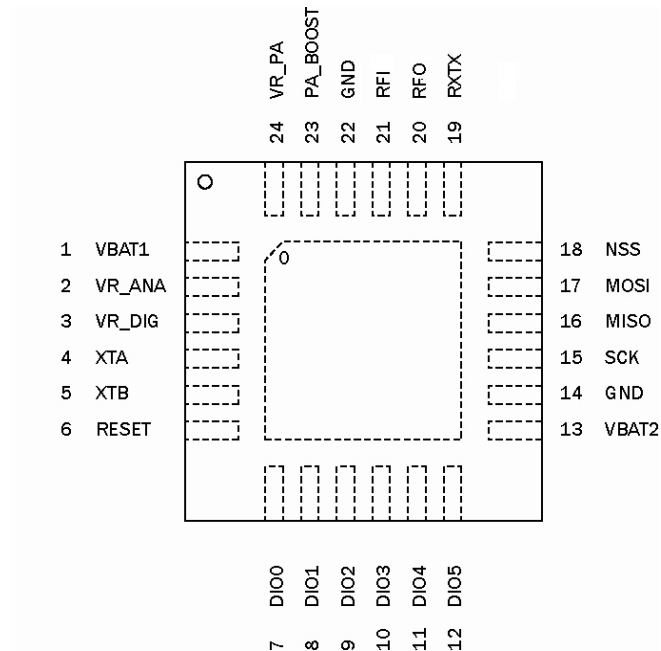 VR_PA
PA_BOOST
GND
RFI
RFO
RXTX
24
23
22
21
20
19
0
1 VBAT1
2 VR_ANA
3 VR_DIG
4 XTA
5 XTB
6 RESET
18 NSS
17 MOSI
16 MISO
15 SCK
14 GND
13 VBAT2
DIO0
DIO1
DIO2
DIO3
DIO4
DIO5
7
8
9
10
11
12